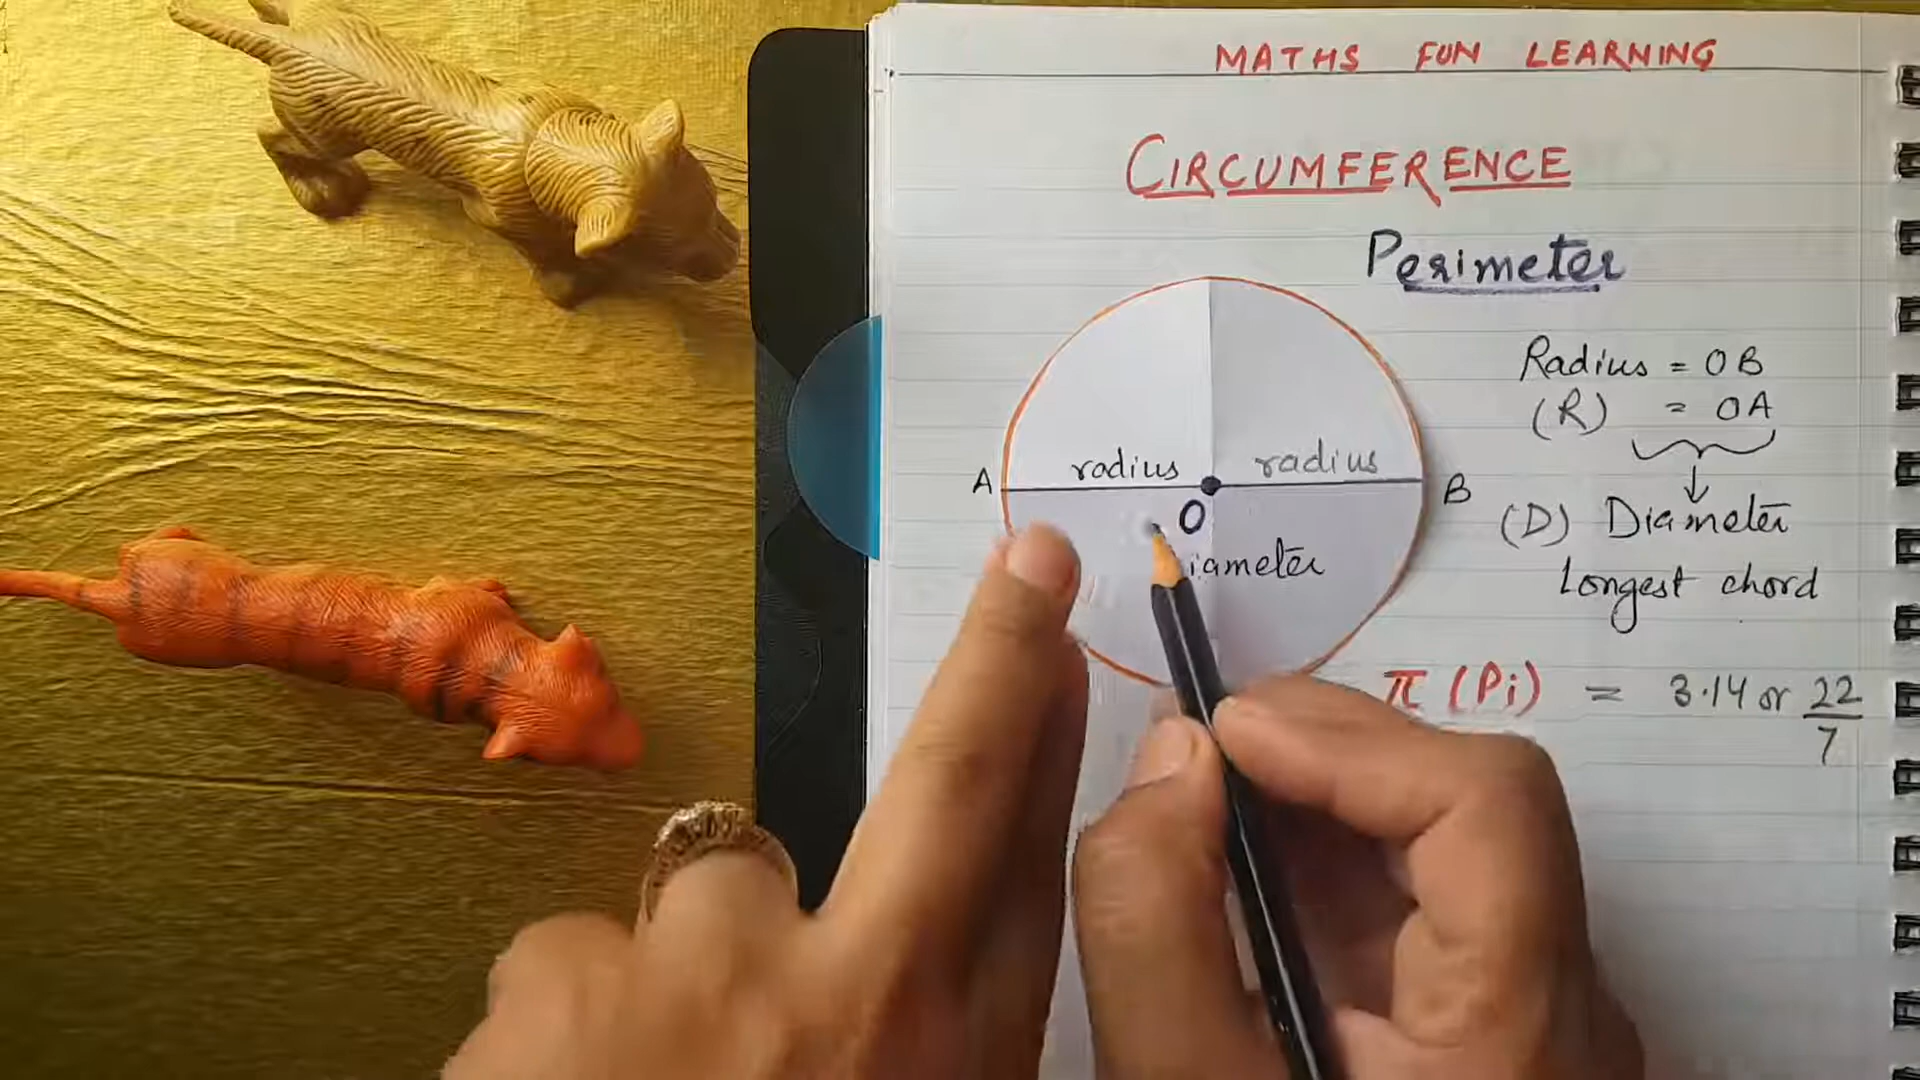 MATHS FUN LEARNING
CIRCUMFERENCE
Perimeter
Radius = OB
(R) = OA
radius radius
A B
O
(D) Diameter
iameter
Longest chord
π (Pi) = 3.14 or 22/7